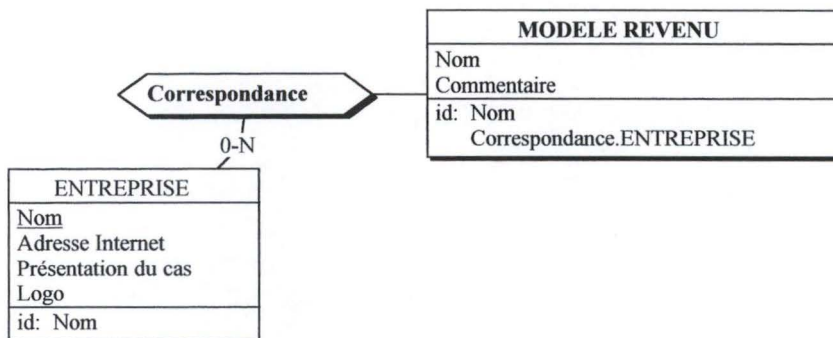 MODELE REVENU
Nom
Commentaire
id: Nom
Correspondance.ENTREPRISE
Correspondance
0-N
ENTREPRISE
Nom
Adresse Internet
Présentation du cas
Logo
id: Nom